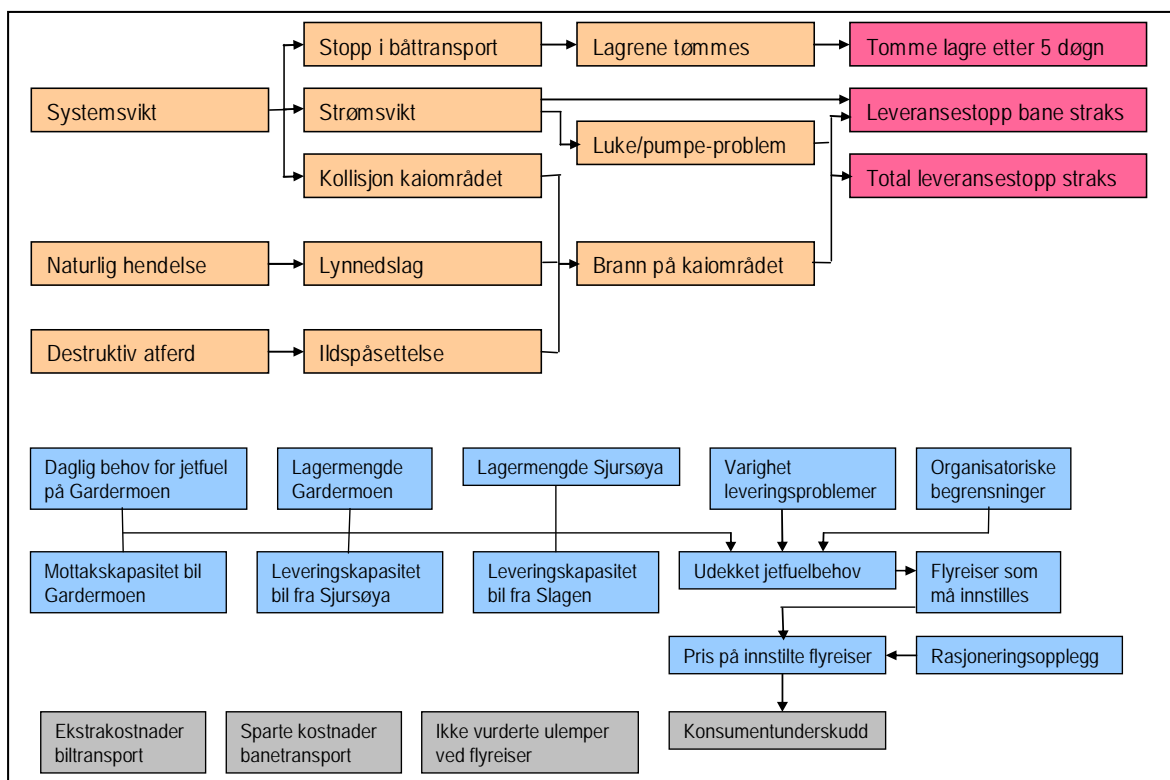 Stopp i båttransport
Lagrene tømmes
Tomme lagre etter 5 døgn
Systemsvikt
Strømsvikt
Leveransestopp bane straks
Luke/pumpe-problem
Kollisjon kaiområdet
Total leveransestopp straks
Naturlig hendelse
Lynnedslag
Brann på kaiområdet
Destruktiv atferd
Ildspåsettelse
Daglig behov for jetfuel
på Gardermoen
Lagermengde
Gardermoen
Lagermengde Sjursøya
Varighet
leveringsproblemer
Organisatoriske
begrensninger
Mottakskapasitet bil
Gardermoen
Leveringskapasitet
bil fra Sjursøya
Leveringskapasitet
bil fra Slagen
Udekket jetfuelbehov
Flyreiser som
må innstilles
Pris på innstilte flyreiser
Rasjoneringsopplegg
Ekstrakostnader
biltransport
Sparte kostnader
banetransport
Ikke vurderte ulemper
ved flyreiser
Konsumentunderskudd